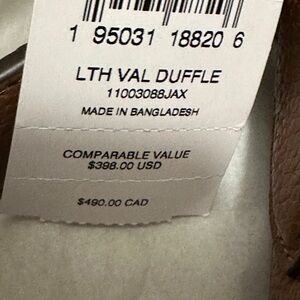 1 95031 18820 6
LTH VAL DUFFLE
11003088JAX
MADE IN BANGLADESH
COMPARABLE VALUE
$398.00 USD
$490.00 CAD